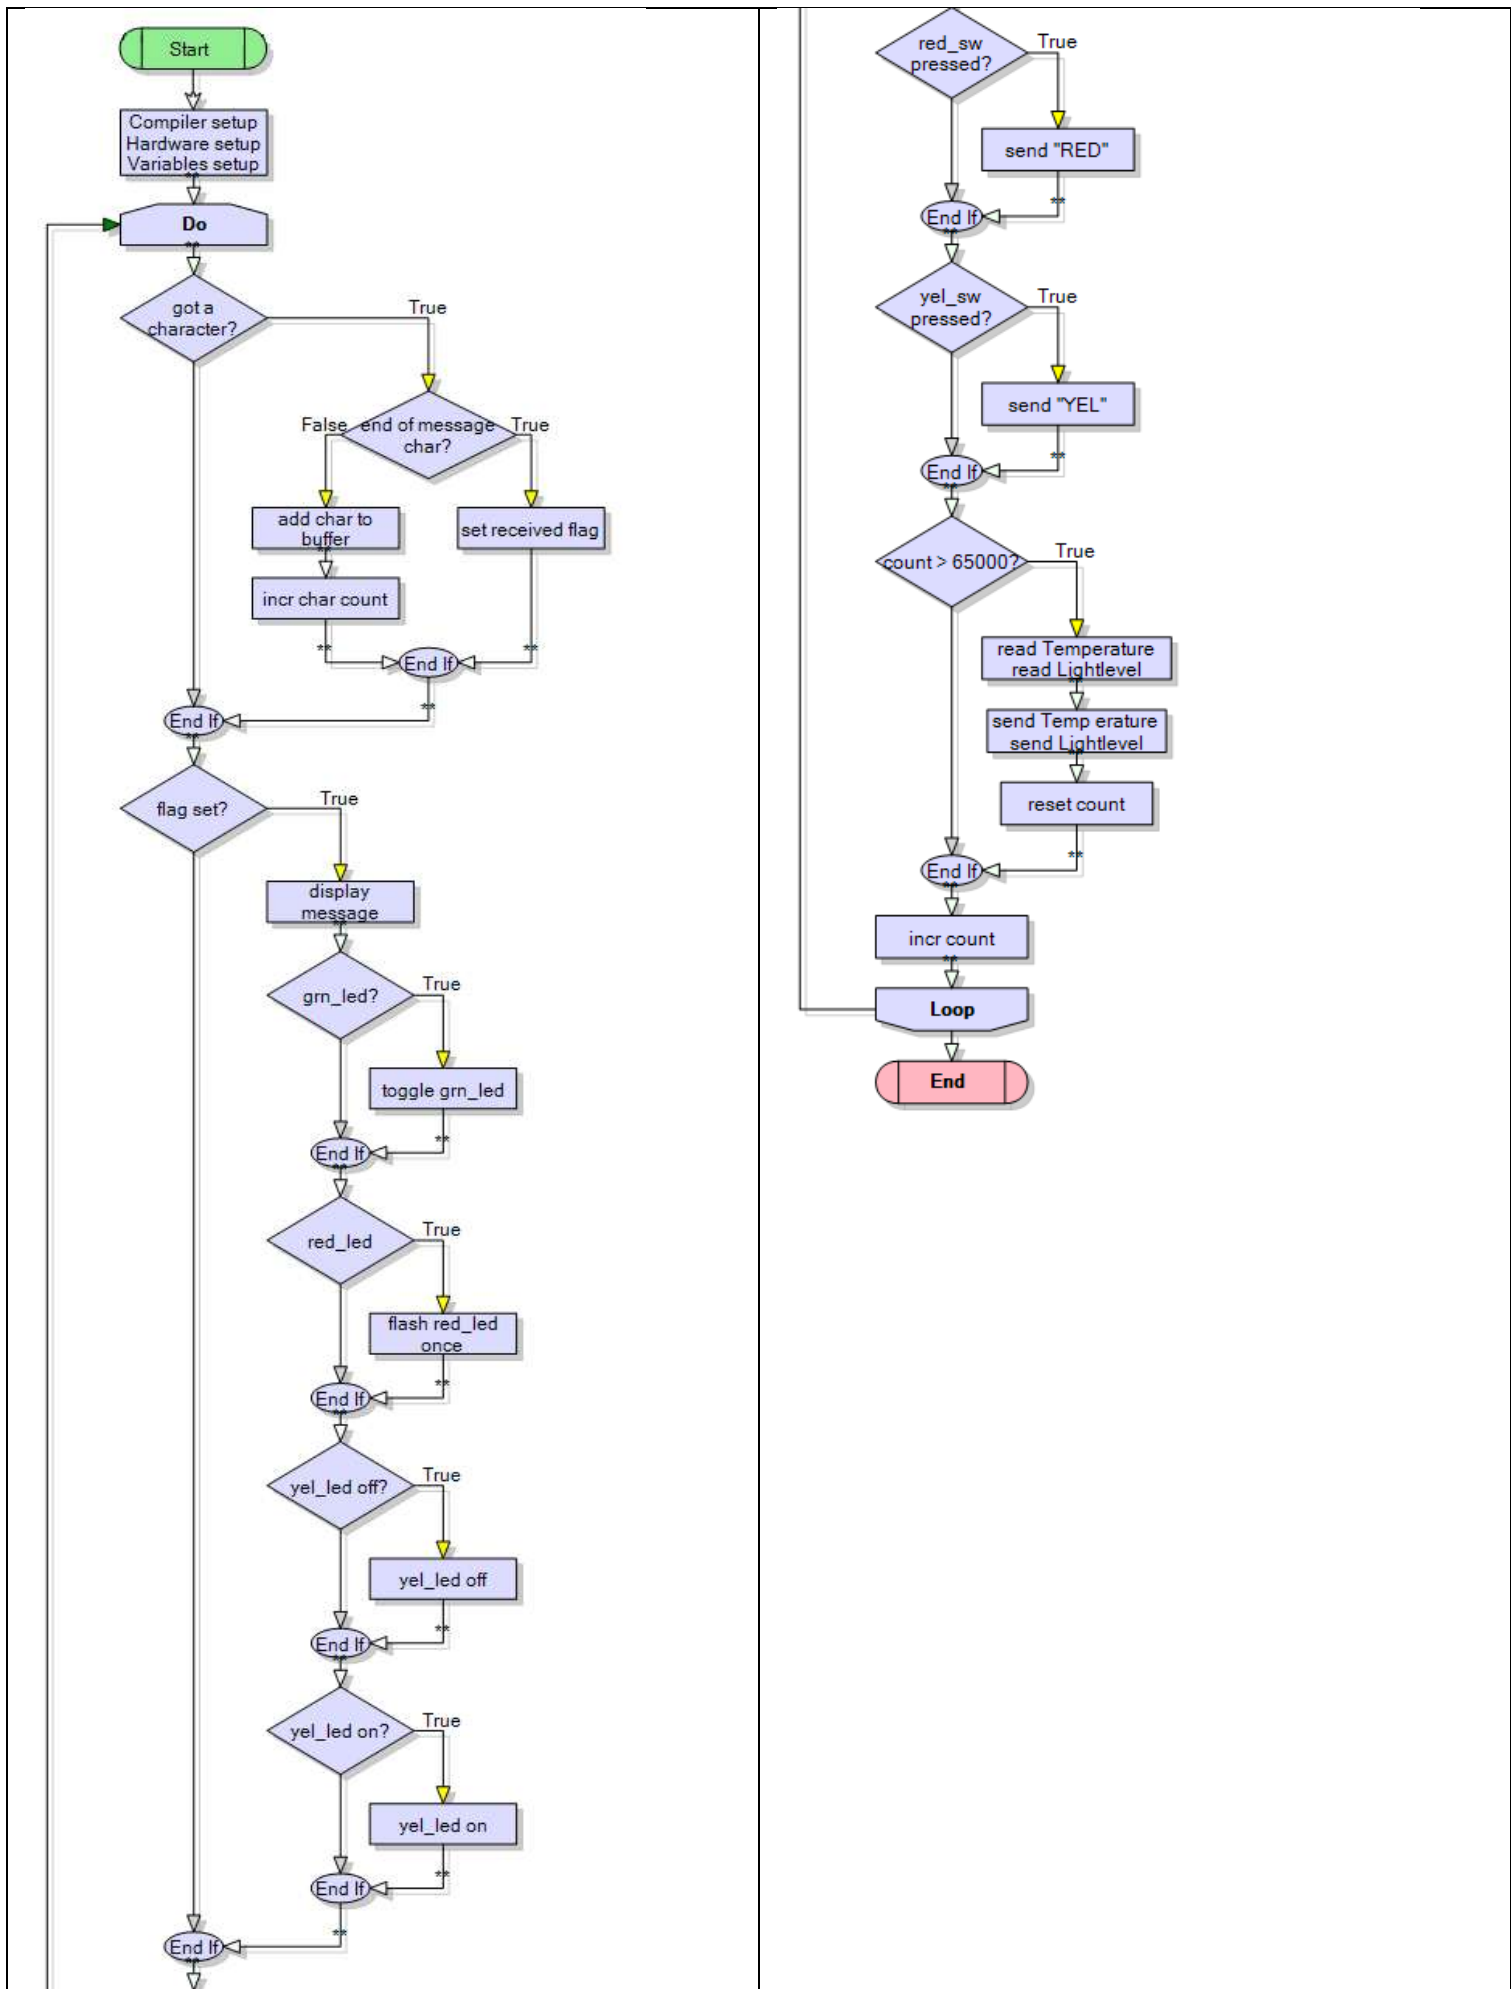 Start
Compiler setup
Hardware setup
Variables setup
**
Do
**
got a
character?
True
end of message
char?
False
True
add char to
buffer
**
incr char count
**
set received flag
**
End If
**
End If
**
flag set?
True
display
message
**
grn_led?
True
toggle grn_led
**
End If
**
red_led
True
flash red_led
once
**
End If
**
yel_led off?
True
yel_led off
**
End If
**
yel_led on?
True
yel_led on
**
End If
**
End If
**
red_sw
pressed?
True
send "RED"
**
End If
**
yel_sw
pressed?
True
send "YEL"
**
End If
**
count > 65000?
True
read Temperature
read Lightlevel
**
send Temp erature
send Lightlevel
**
reset count
**
End If
**
incr count
**
Loop
End